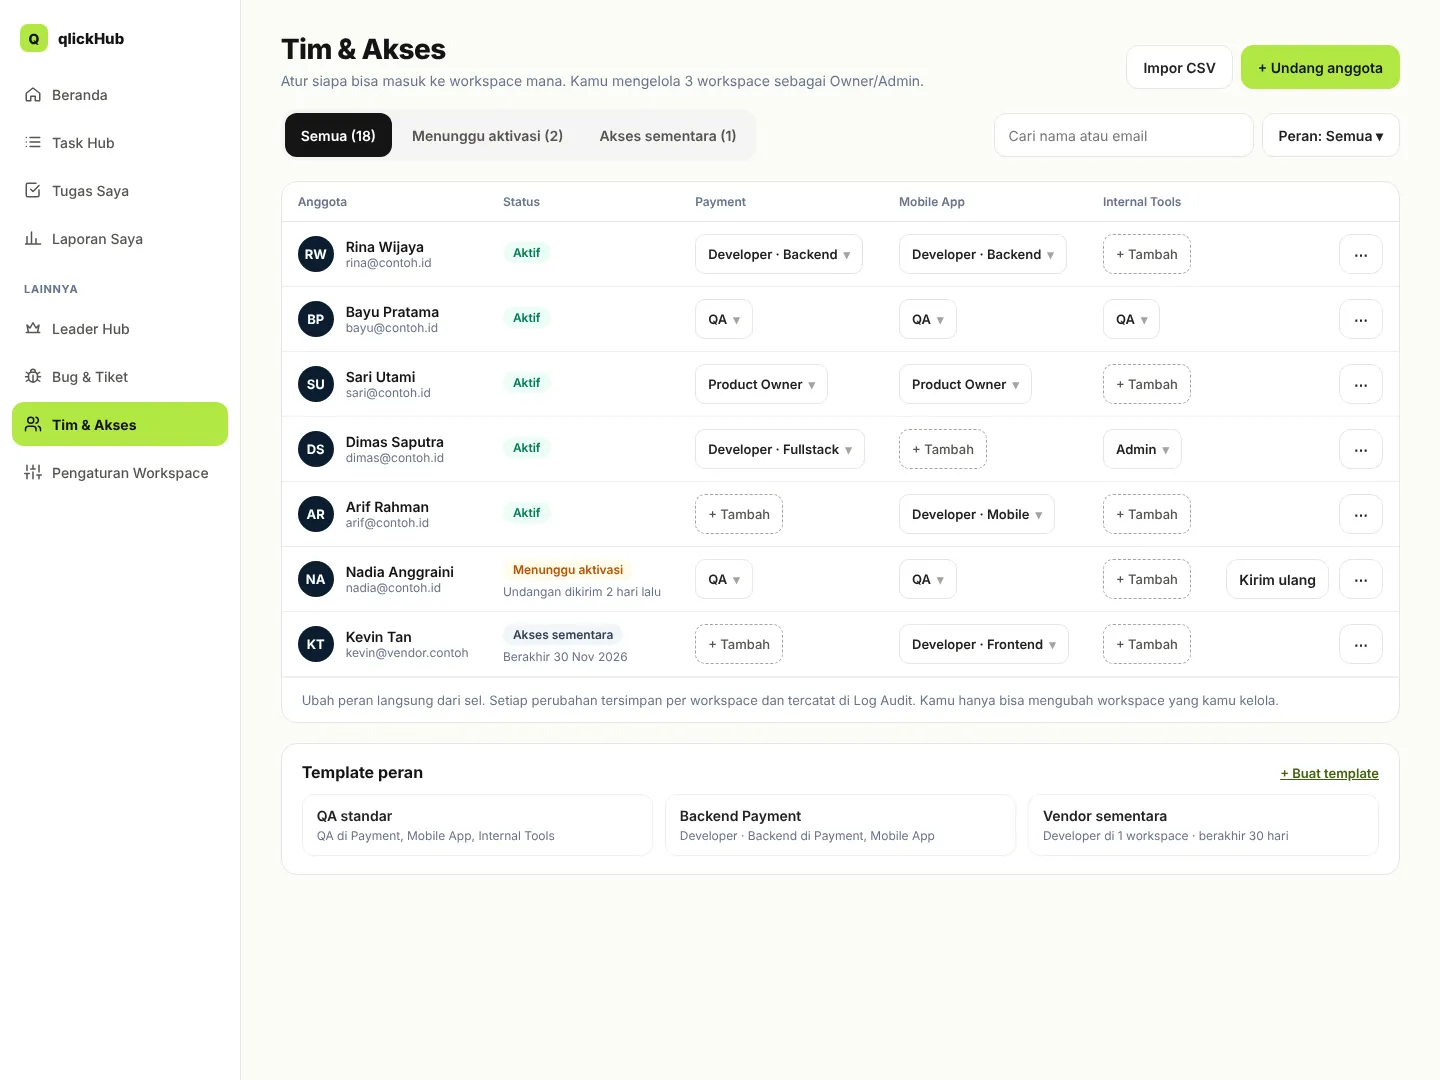 Q qlickHub
Beranda
Task Hub
Tugas Saya
Laporan Saya
LAINNYA
Leader Hub
Bug & Tiket
Tim & Akses
Pengaturan Workspace
Tim & Akses
Atur siapa bisa masuk ke workspace mana. Kamu mengelola 3 workspace sebagai Owner/Admin.
Impor CSV
+ Undang anggota
Semua (18)
Menunggu aktivasi (2)
Akses sementara (1)
Cari nama atau email
Peran: Semua ▾
Anggota Status Payment Mobile App Internal Tools
RW Rina Wijaya Aktif Developer · Backend ▾ Developer · Backend ▾ + Tambah ...
rina@contoh.id
BP Bayu Pratama Aktif QA ▾ QA ▾ QA ▾ ...
bayu@contoh.id
SU Sari Utami Aktif Product Owner ▾ Product Owner ▾ + Tambah ...
sari@contoh.id
DS Dimas Saputra Aktif Developer · Fullstack ▾ + Tambah Admin ▾ ...
dimas@contoh.id
AR Arif Rahman Aktif + Tambah Developer · Mobile ▾ + Tambah ...
arif@contoh.id
NA Nadia Anggraini Menunggu aktivasi QA ▾ QA ▾ + Tambah Kirim ulang ...
nadia@contoh.id Undangan dikirim 2 hari lalu
KT Kevin Tan Akses sementara + Tambah Developer · Frontend ▾ + Tambah ...
kevin@vendor.contoh Berakhir 30 Nov 2026
Ubah peran langsung dari sel. Setiap perubahan tersimpan per workspace dan tercatat di Log Audit. Kamu hanya bisa mengubah workspace yang kamu kelola.
Template peran
+ Buat template
QA standar
QA di Payment, Mobile App, Internal Tools
Backend Payment
Developer · Backend di Payment, Mobile App
Vendor sementara
Developer di 1 workspace · berakhir 30 hari